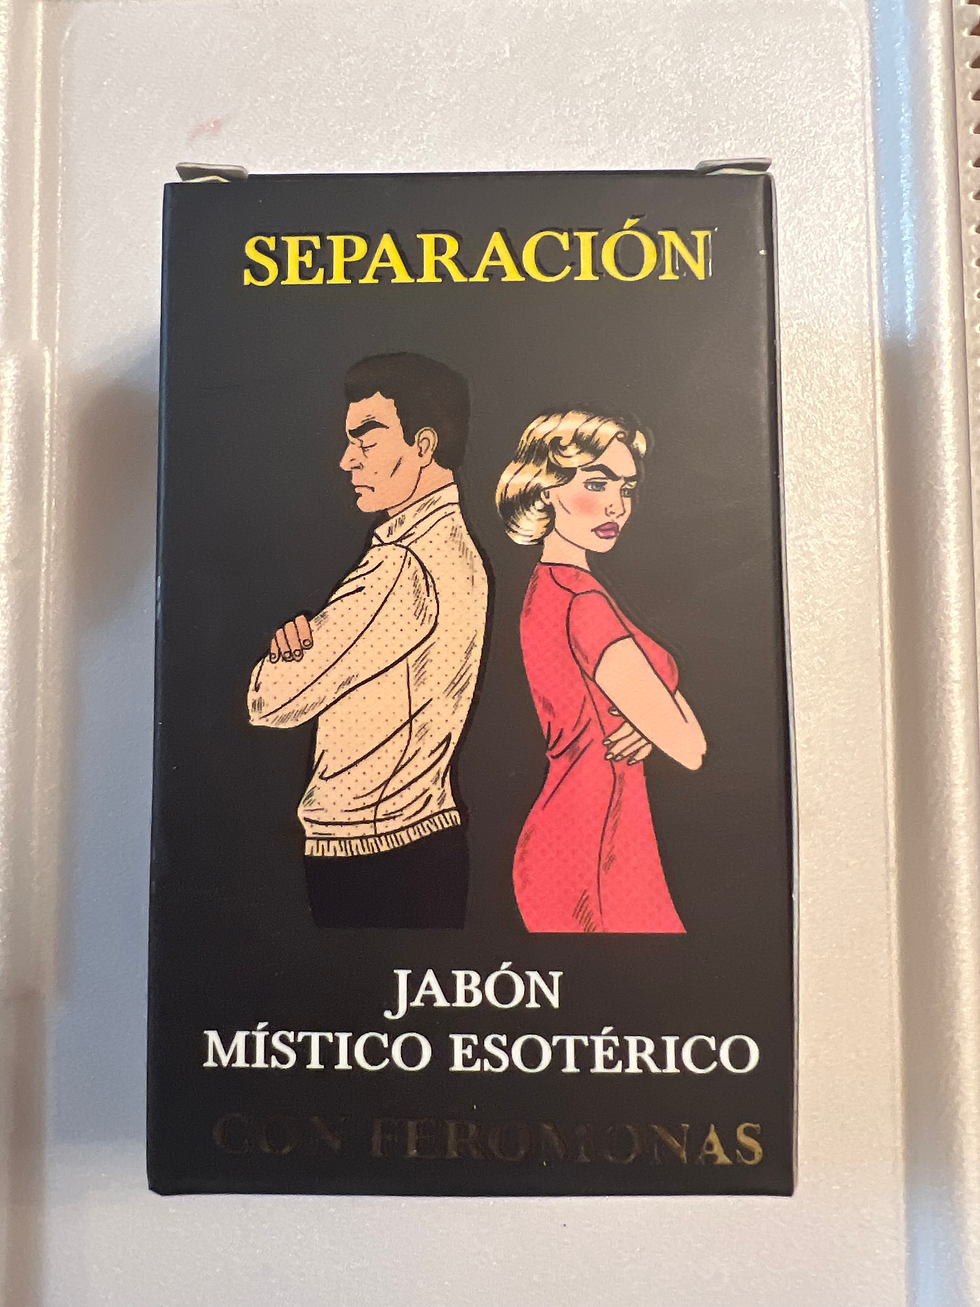 SEPARACIÓN
JABÓN
MÍSTICO ESOTÉRICO
CON FEROMONAS